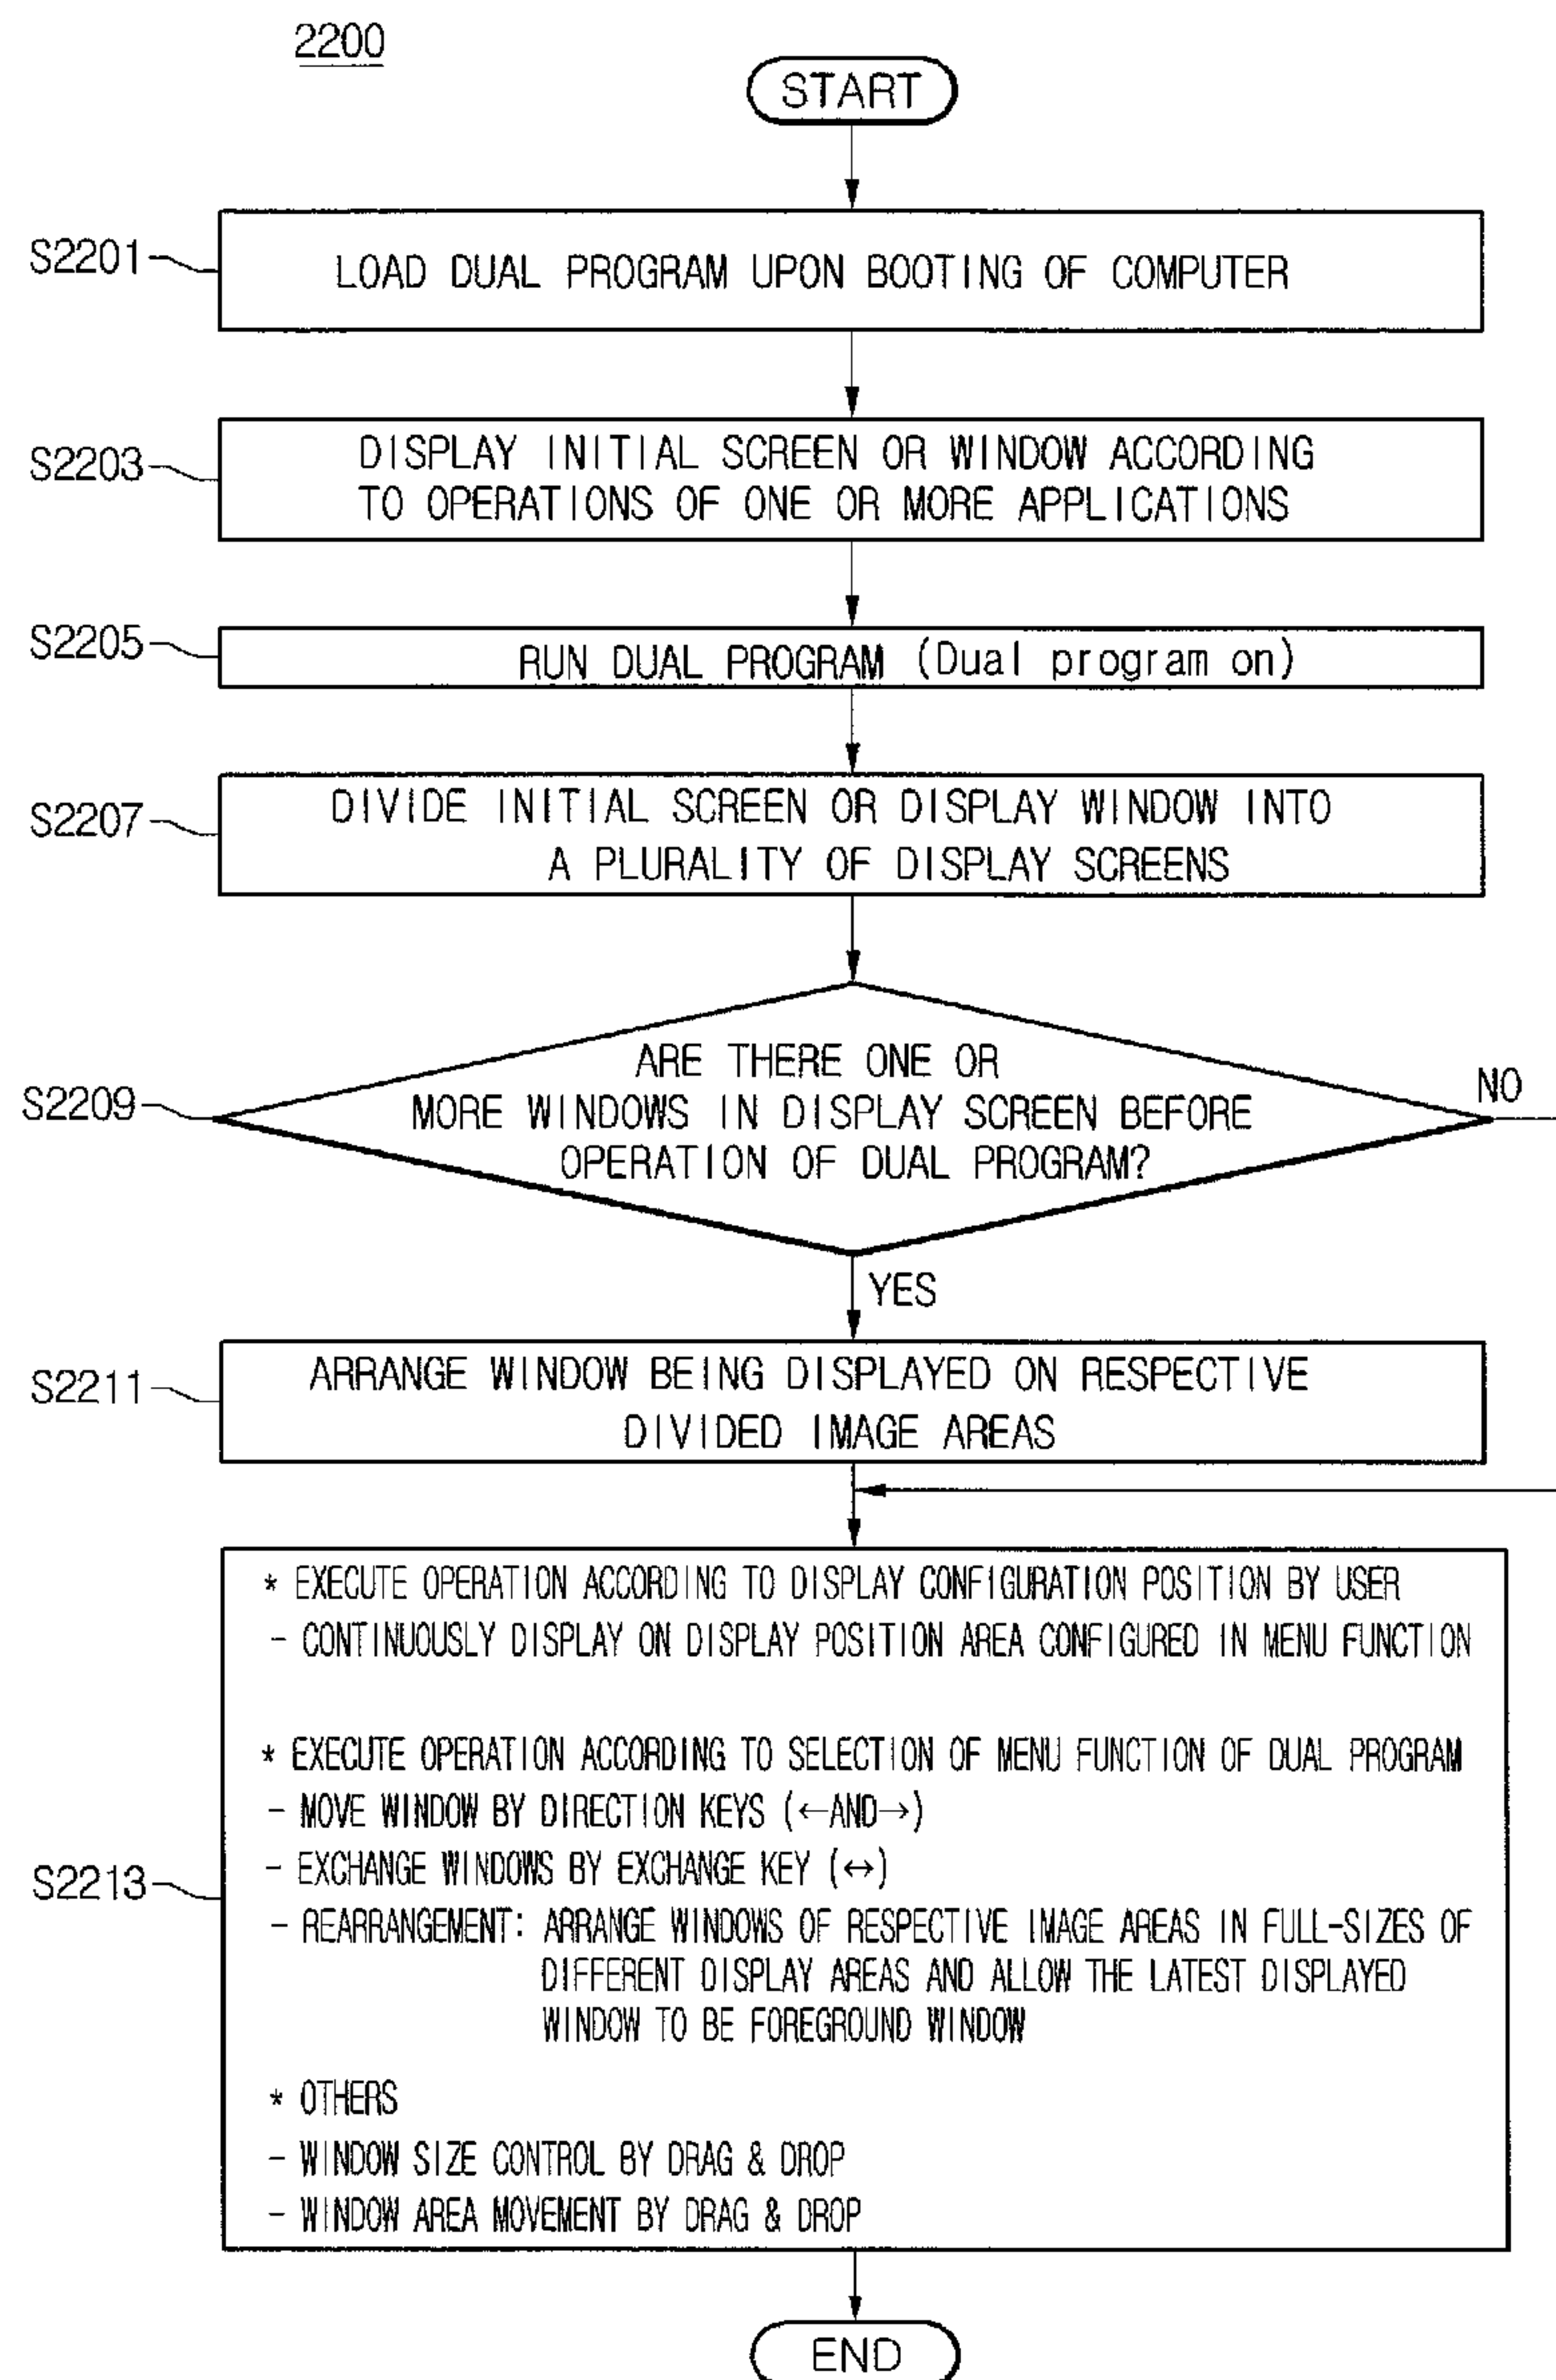 2200
START
S2201
LOAD DUAL PROGRAM UPON BOOTING OF COMPUTER
S2203
DISPLAY INITIAL SCREEN OR WINDOW ACCORDING
TO OPERATIONS OF ONE OR MORE APPLICATIONS
S2205
RUN DUAL PROGRAM (Dual program on)
S2207
DIVIDE INITIAL SCREEN OR DISPLAY WINDOW INTO
A PLURALITY OF DISPLAY SCREENS
S2209
ARE THERE ONE OR
MORE WINDOWS IN DISPLAY SCREEN BEFORE
OPERATION OF DUAL PROGRAM?
NO
YES
S2211
ARRANGE WINDOW BEING DISPLAYED ON RESPECTIVE
DIVIDED IMAGE AREAS
S2213
* EXECUTE OPERATION ACCORDING TO DISPLAY CONFIGURATION POSITION BY USER
- CONTINUOUSLY DISPLAY ON DISPLAY POSITION AREA CONFIGURED IN MENU FUNCTION
* EXECUTE OPERATION ACCORDING TO SELECTION OF MENU FUNCTION OF DUAL PROGRAM
- MOVE WINDOW BY DIRECTION KEYS (←AND→)
- EXCHANGE WINDOWS BY EXCHANGE KEY (↔)
- REARRANGEMENT: ARRANGE WINDOWS OF RESPECTIVE IMAGE AREAS IN FULL-SIZES OF
DIFFERENT DISPLAY AREAS AND ALLOW THE LATEST DISPLAYED
WINDOW TO BE FOREGROUND WINDOW
* OTHERS
- WINDOW SIZE CONTROL BY DRAG & DROP
- WINDOW AREA MOVEMENT BY DRAG & DROP
END